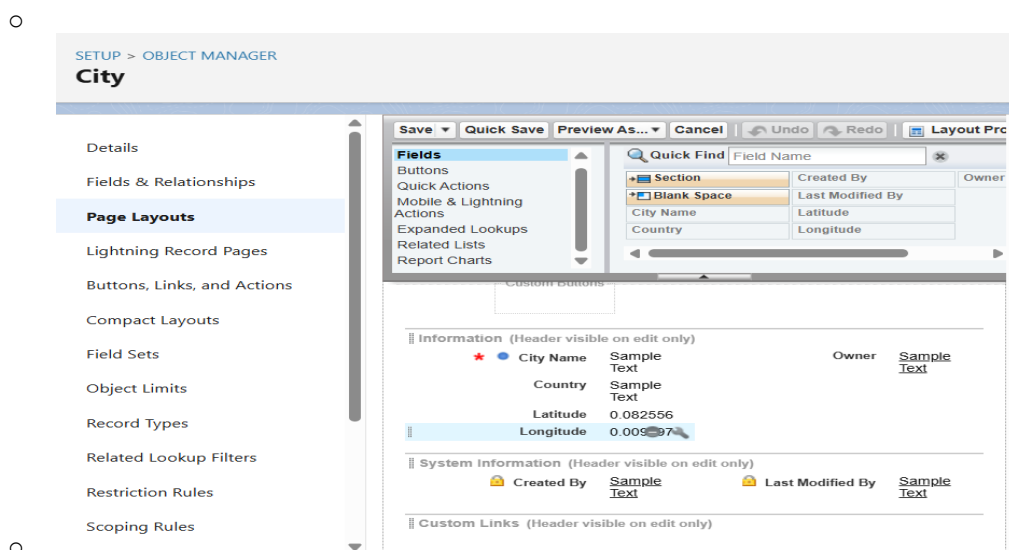 SETUP > OBJECT MANAGER
City
Details
Fields & Relationships
Page Layouts
Lightning Record Pages
Buttons, Links, and Actions
Compact Layouts
Field Sets
Object Limits
Record Types
Related Lookup Filters
Restriction Rules
Scoping Rules
Save Quick Save Preview As... Cancel Undo Redo Layout Pro
Fields
Buttons
Quick Actions
Mobile & Lightning
Actions
Expanded Lookups
Related Lists
Report Charts
Quick Find Field Name
Section Created By Owner
Blank Space Last Modified By
City Name Latitude
Country Longitude
Custom Buttons
Information (Header visible on edit only)
* City Name Sample Text Owner Sample Text
Country Sample Text
Latitude 0.082556
Longitude 0.009 97
System Information (Header visible on edit only)
Created By Sample Text Last Modified By Sample Text
Custom Links (Header visible on edit only)